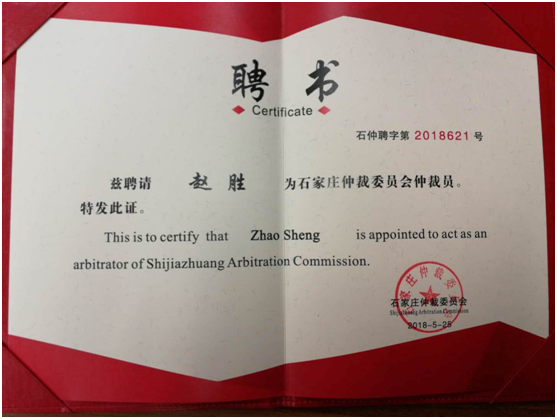 聘 书
Certificate
石仲聘字第 2018621 号
兹聘请 赵 胜 为石家庄仲裁委员会仲裁员。
特发此证。
This is to certify that Zhao Sheng is appointed to act as an
arbitrator of Shijiazhuang Arbitration Commission.
石家庄仲裁委员会
Shijiazhuang Arbitration Commission
2018-5-25